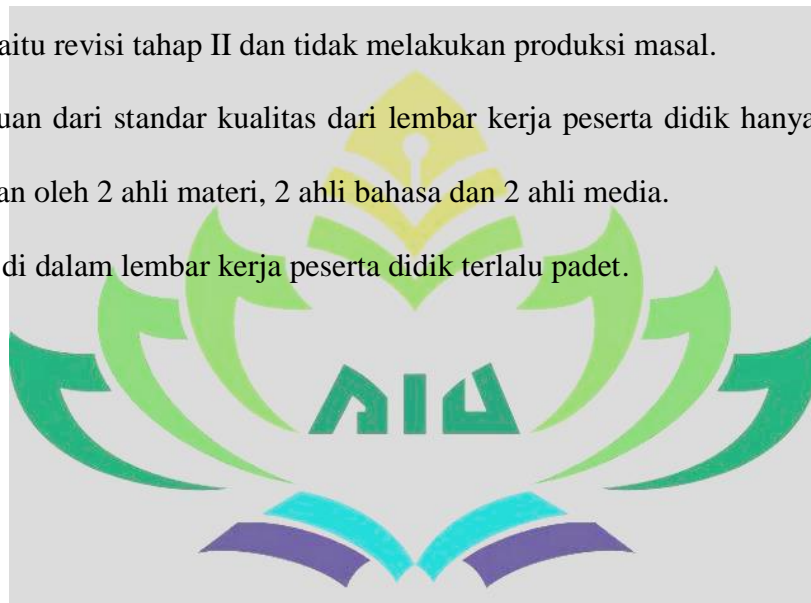 aitu revisi tahap II dan tidak melakukan produksi masal.
uan dari standar kualitas dari lembar kerja peserta didik hanya
an oleh 2 ahli materi, 2 ahli bahasa dan 2 ahli media.
di dalam lembar kerja peserta didik terlalu padet.